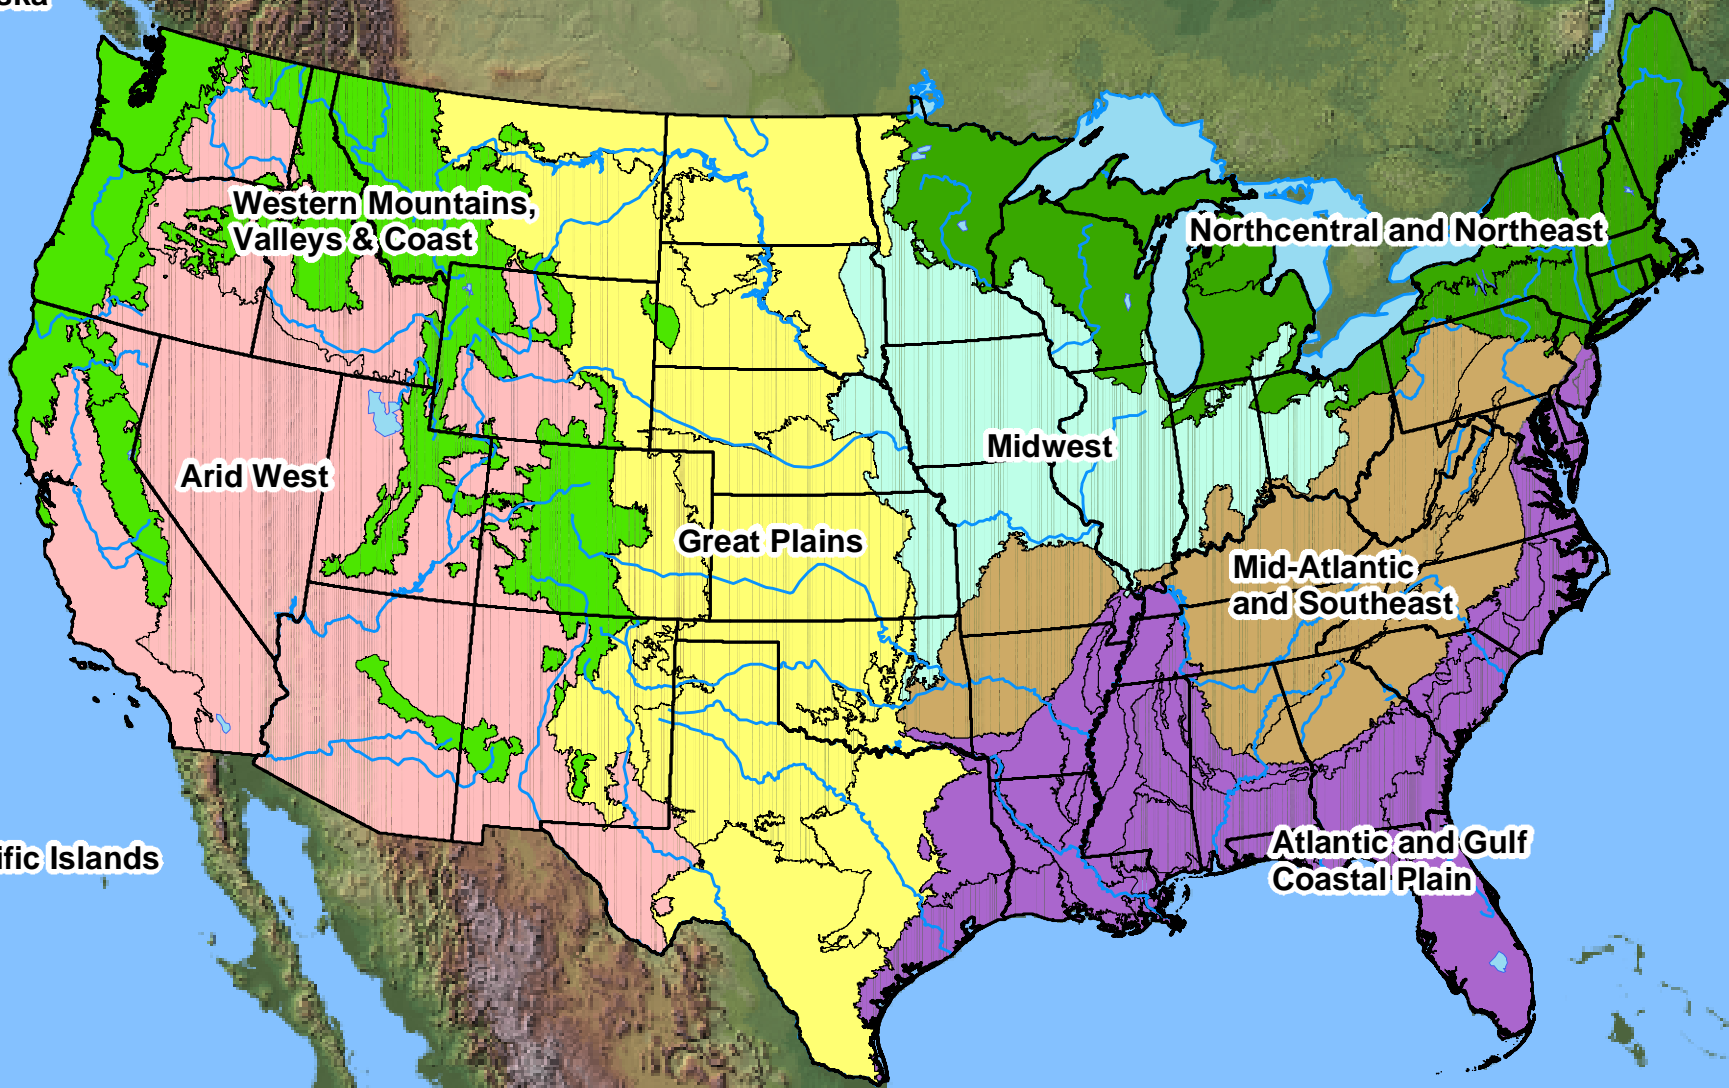 Western Mountains,
Valleys & Coast
Northcentral and Northeast
Arid West
Midwest
Great Plains
Mid-Atlantic
and Southeast
Atlantic and Gulf
Coastal Plain
Islands